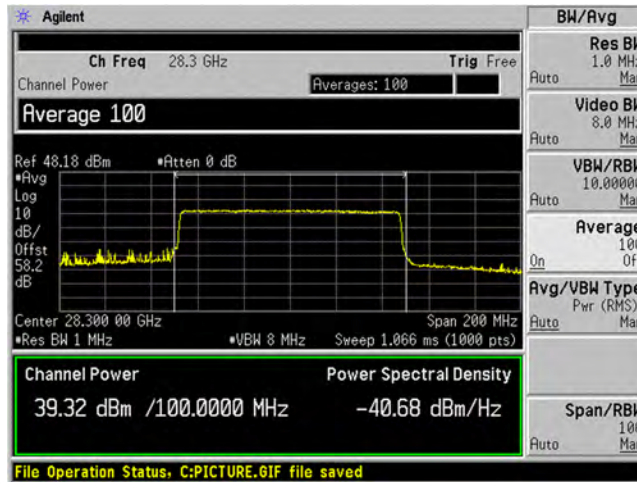 Agilent
BW/Avg
Ch Freq 28.3 GHz Trig Free
Channel Power Averages: 100
Average 100
Ref 48.18 dBm ▪Atten 0 dB
▪Avg
Log
10
dB/
Offst
58.2
dB
Center 28.300 00 GHz Span 200 MHz
▪Res BW 1 MHz ▪VBW 8 MHz Sweep 1.066 ms (1000 pts)
Channel Power Power Spectral Density
39.32 dBm /100.0000 MHz -40.68 dBm/Hz
File Operation Status, C:PICTURE.GIF file saved
Res BW
1.0 MHz
Auto Ma
Video BW
8.0 MHz
Auto Ma
VBW/RBW
10.00000
Auto Ma
Average
100
On Of
Avg/VBW Type
Pwr (RMS)
Auto Ma
Span/RBW
100
Auto Ma